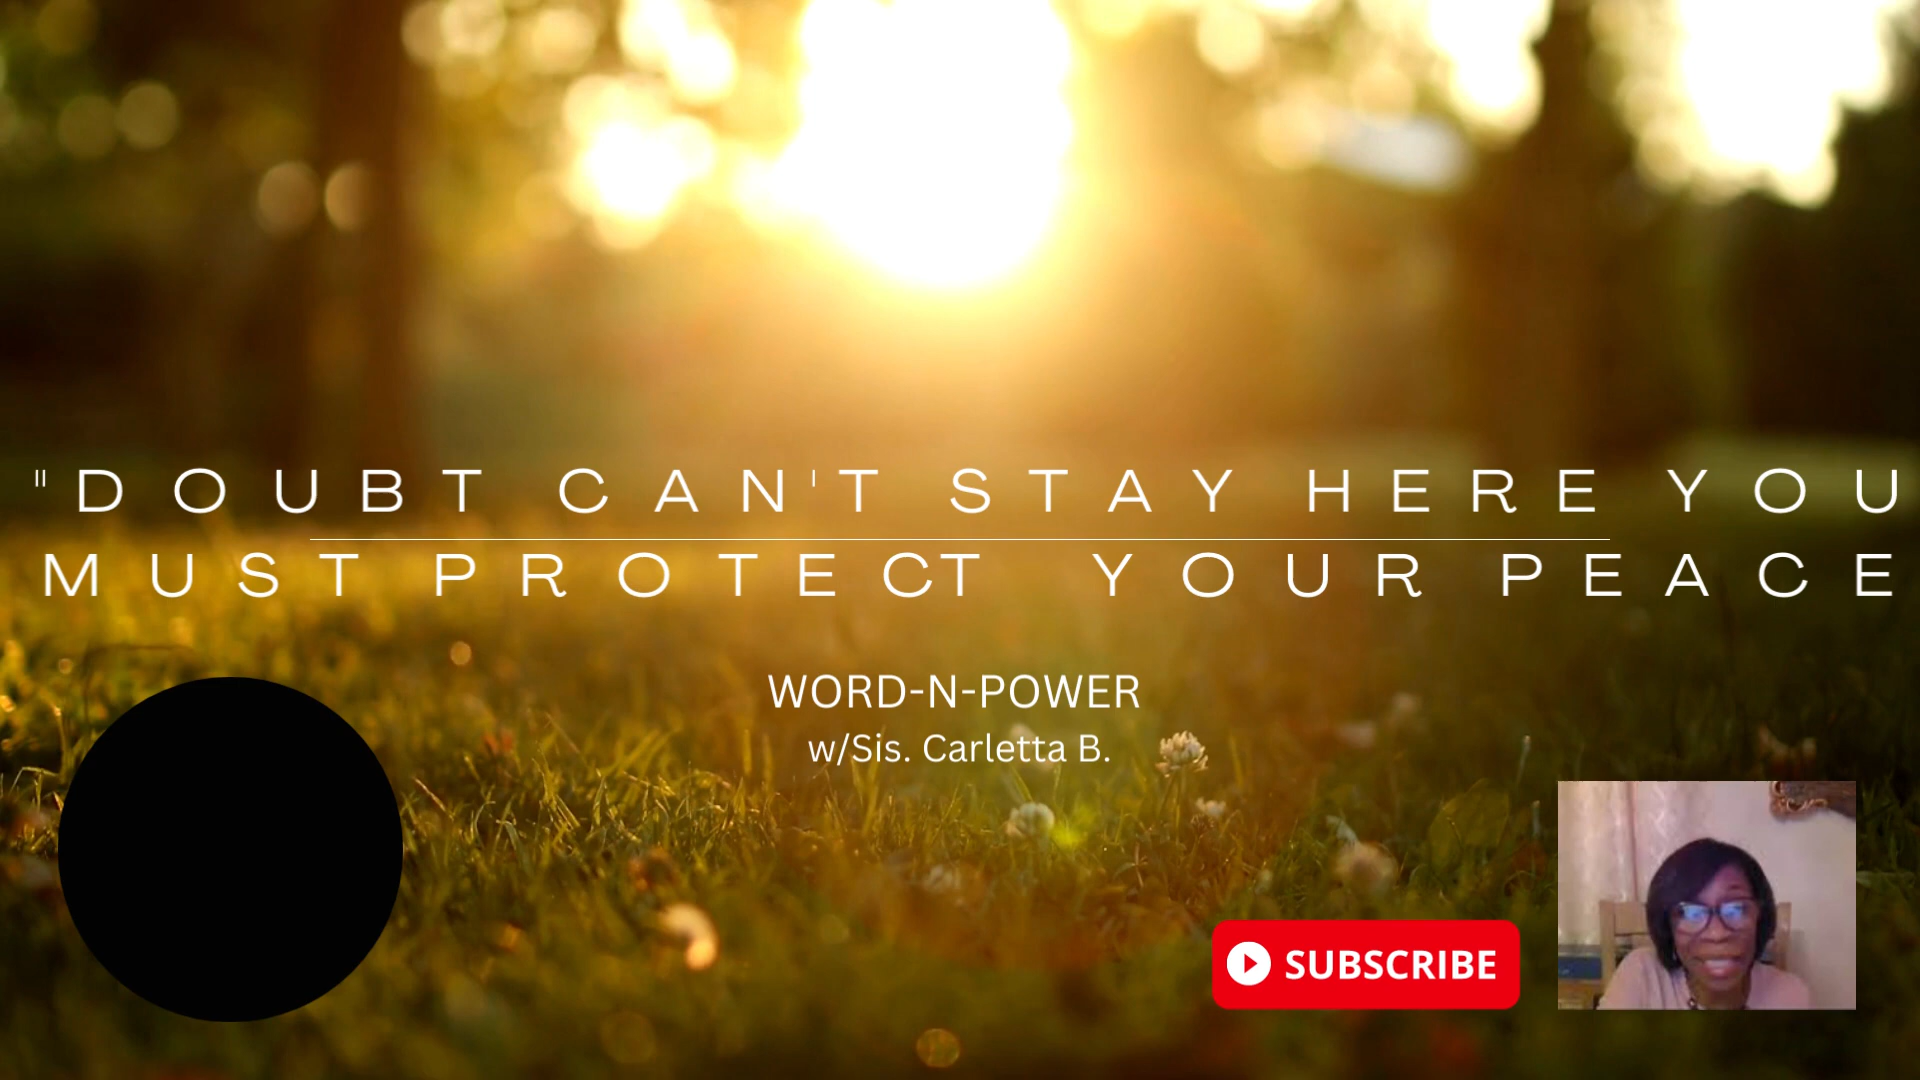 "DOUBT CAN'T STAY HERE YOU
MUST PROTECT YOUR PEACE
WORD-N-POWER
w/Sis. Carletta B.
SUBSCRIBE